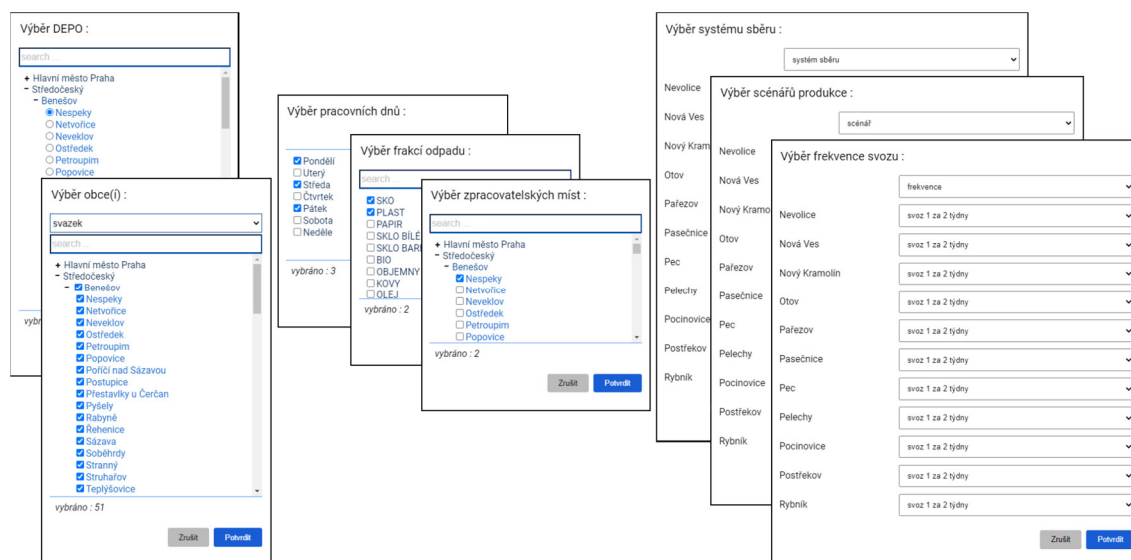 Výběr DEPO :
search ...
+ Hlavní město Praha
− Středočeský
− Benešov
Nespeky
Netvořice
Neveklov
Ostředek
Petroupim
Popovice
Výběr obce(í) :
svazek
search ...
+ Hlavní město Praha
− Středočeský
− Benešov
Nespeky
Netvořice
Neveklov
Ostředek
Petroupim
Popovice
Poříčí nad Sázavou
Postupice
Přestavlky u Čerčan
Pyšely
Rabyně
Řehenice
Sázava
Soběhrdy
Stranný
Struhařov
Teplýšovice
vybráno : 51
Zrušit
Potvrdit
Výběr pracovních dnů :
Pondělí
Úterý
Středa
Čtvrtek
Pátek
Sobota
Neděle
vybráno : 3
Výběr frakcí odpadu :
search ...
SKO
PLAST
PAPIR
SKLO BÍLÉ
SKLO BAR
BIO
OBJEMNY
KOVY
OLEJ
vybráno : 2
Výběr zpracovatelských míst :
search ...
+ Hlavní město Praha
− Středočeský
− Benešov
Nespeky
Netvořice
Neveklov
Ostředek
Petroupim
Popovice
vybráno : 2
Zrušit
Potvrdit
Výběr systému sběru :
systém sběru
Nevolice
Nová Ves
Nový Kram
Otov
Pařezov
Pasečnice
Pec
Pelechy
Pocinovice
Postřekov
Rybník
Výběr scénářů produkce :
scénář
Nevolice
Nová Ves
Nový Kramo
Otov
Pařezov
Pasečnice
Pec
Pelechy
Pocinovice
Postřekov
Rybník
Výběr frekvence svozu :
frekvence
Nevolice svoz 1 za 2 týdny
Nová Ves svoz 1 za 2 týdny
Nový Kramolín svoz 1 za 2 týdny
Otov svoz 1 za 2 týdny
Pařezov svoz 1 za 2 týdny
Pasečnice svoz 1 za 2 týdny
Pec svoz 1 za 2 týdny
Pelechy svoz 1 za 2 týdny
Pocinovice svoz 1 za 2 týdny
Postřekov svoz 1 za 2 týdny
Rybník svoz 1 za 2 týdny
Zrušit
Potvrdit